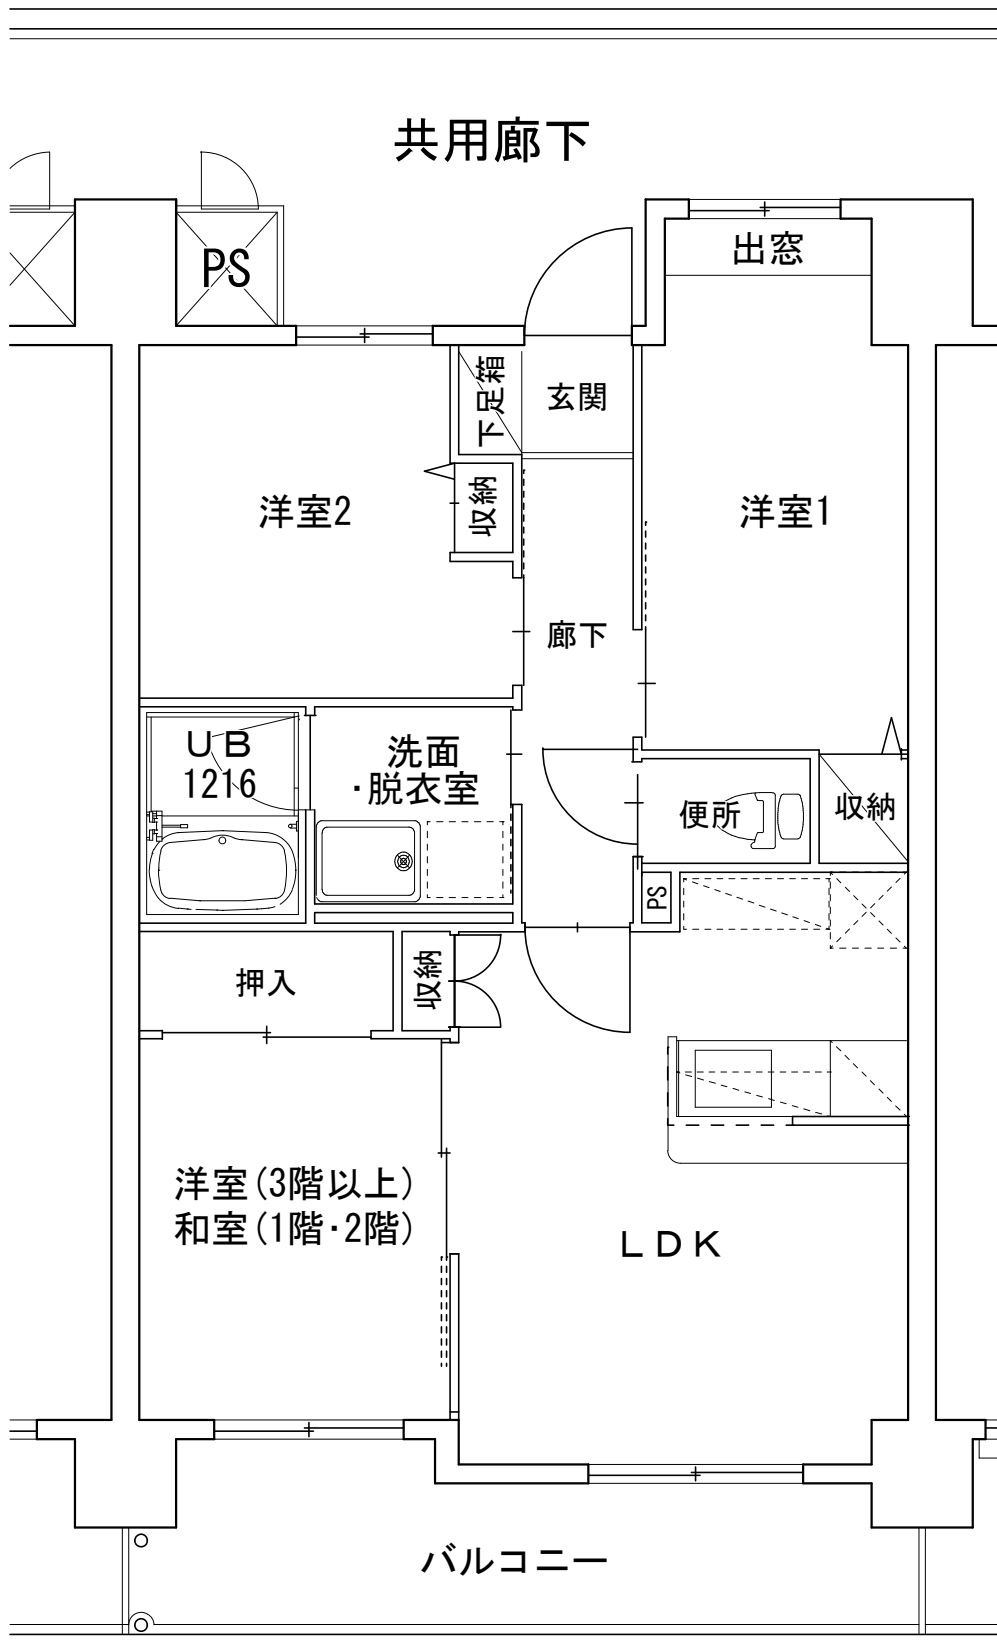 共用廊下
PS
出窓
下足箱
玄関
洋室2
収納
洋室1
廊下
UB
1216
洗面
・脱衣室
便所
収納
PS
押入
収納
洋室(3階以上)
和室(1階・2階)
LDK
バルコニー